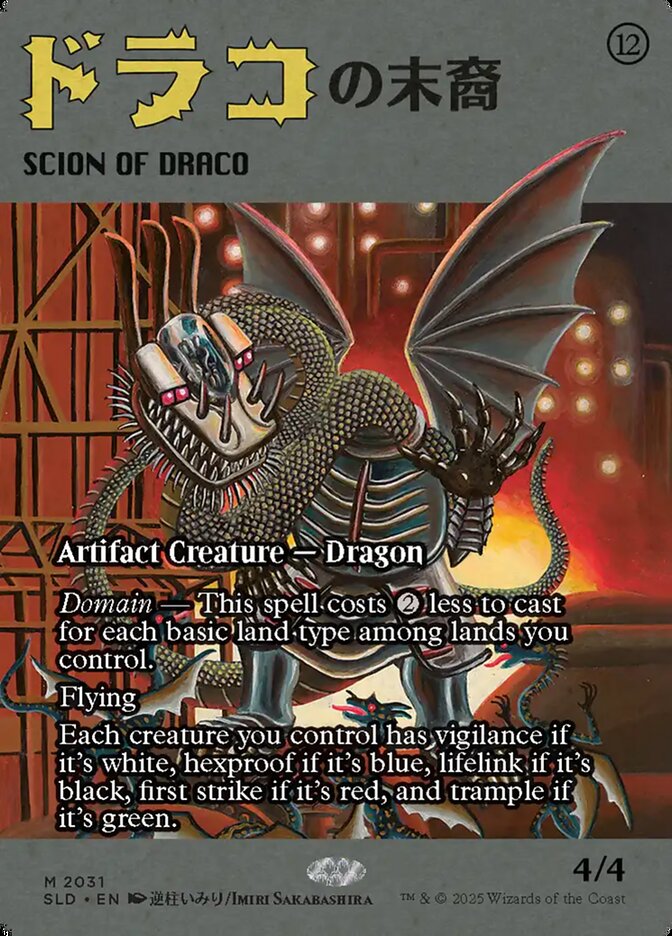 ドラコの末裔
12
SCION OF DRACO
Artifact Creature — Dragon
Domain — This spell costs 2 less to cast
for each basic land type among lands you
control.
Flying
Each creature you control has vigilance if
it's white, hexproof if it's blue, lifelink if it's
black, first strike if it's red, and trample if
it's green.
4/4
M 2031
SLD • EN 逆柱いみり/IMIRI SAKABASHIRA
™ & © 2025 Wizards of the Coast